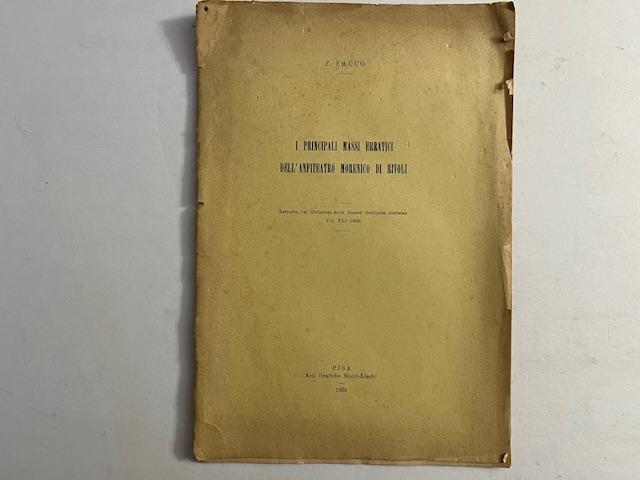 F. SACCO
I PRINCIPALI MASSI ERRATICI
DELL'ANFITEATRO MORENICO DI RIVOLI
Estratto dal Bollettino della Società Geologica Italiana
Vol. XLI (1922)
PISA
Arti Grafiche Nistri-Lischi
1922